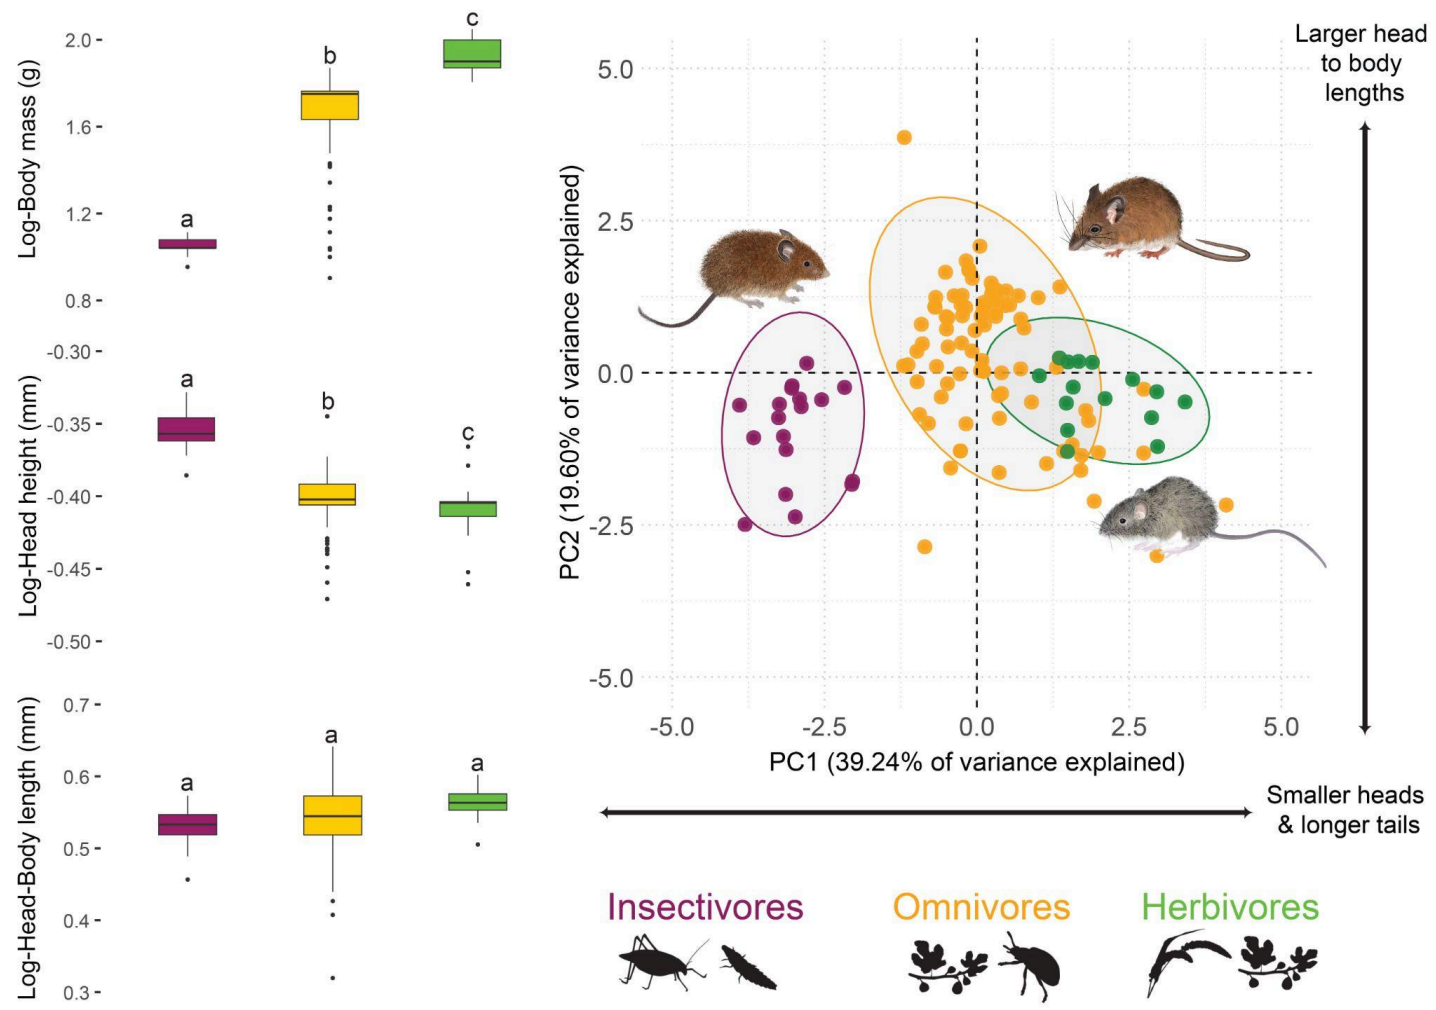 Log-Body mass (g)
2.0
1.6
1.2
0.8
a
b
c
Log-Head height (mm)
-0.30
-0.35
-0.40
-0.45
-0.50
a
b
c
Log-Head-Body length (mm)
0.7
0.6
0.5
0.4
0.3
a
a
a
PC2 (19.60% of variance explained)
5.0
2.5
0.0
-2.5
-5.0
-5.0
-2.5
0.0
2.5
5.0
PC1 (39.24% of variance explained)
Larger head
to body
lengths
Smaller heads
& longer tails
Insectivores
Omnivores
Herbivores